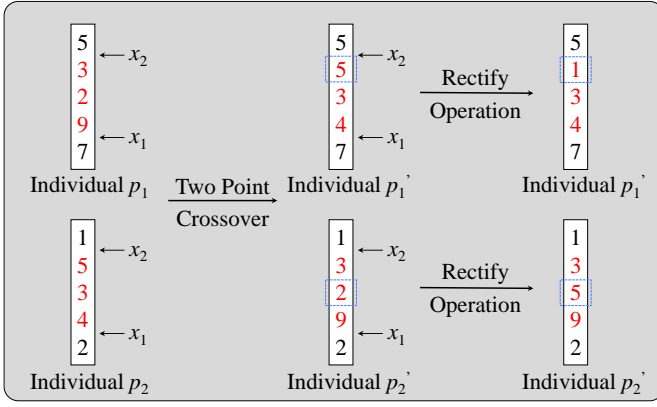 5
3
2
9
7
x2
x1
Individual p1
Two Point
Crossover
5
5
3
4
7
x2
x1
Individual p1’
Rectify
Operation
5
1
3
4
7
Individual p1’
1
5
3
4
2
x2
x1
Individual p2
1
3
2
9
2
x2
x1
Individual p2’
Rectify
Operation
1
3
5
9
2
Individual p2’